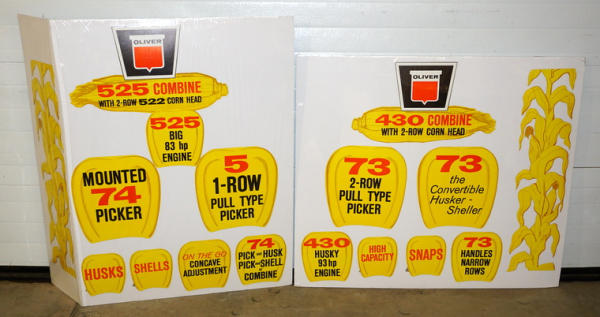 OLIVER
525 COMBINE
WITH 2-ROW 522 CORN HEAD
525
BIG
83 hp
ENGINE
MOUNTED
74
PICKER
5
1-ROW
PULL TYPE
PICKER
HUSKS
SHELLS
ON THE GO
CONCAVE
ADJUSTMENT
74
PICK and HUSK
PICK and SHELL
or
COMBINE
OLIVER
430 COMBINE
WITH 2-ROW CORN HEAD
73
2-ROW
PULL TYPE
PICKER
73
the
Convertible
Husker -
Sheller
430
HUSKY
93 hp
ENGINE
HIGH
CAPACITY
SNAPS
73
HANDLES
NARROW
ROWS